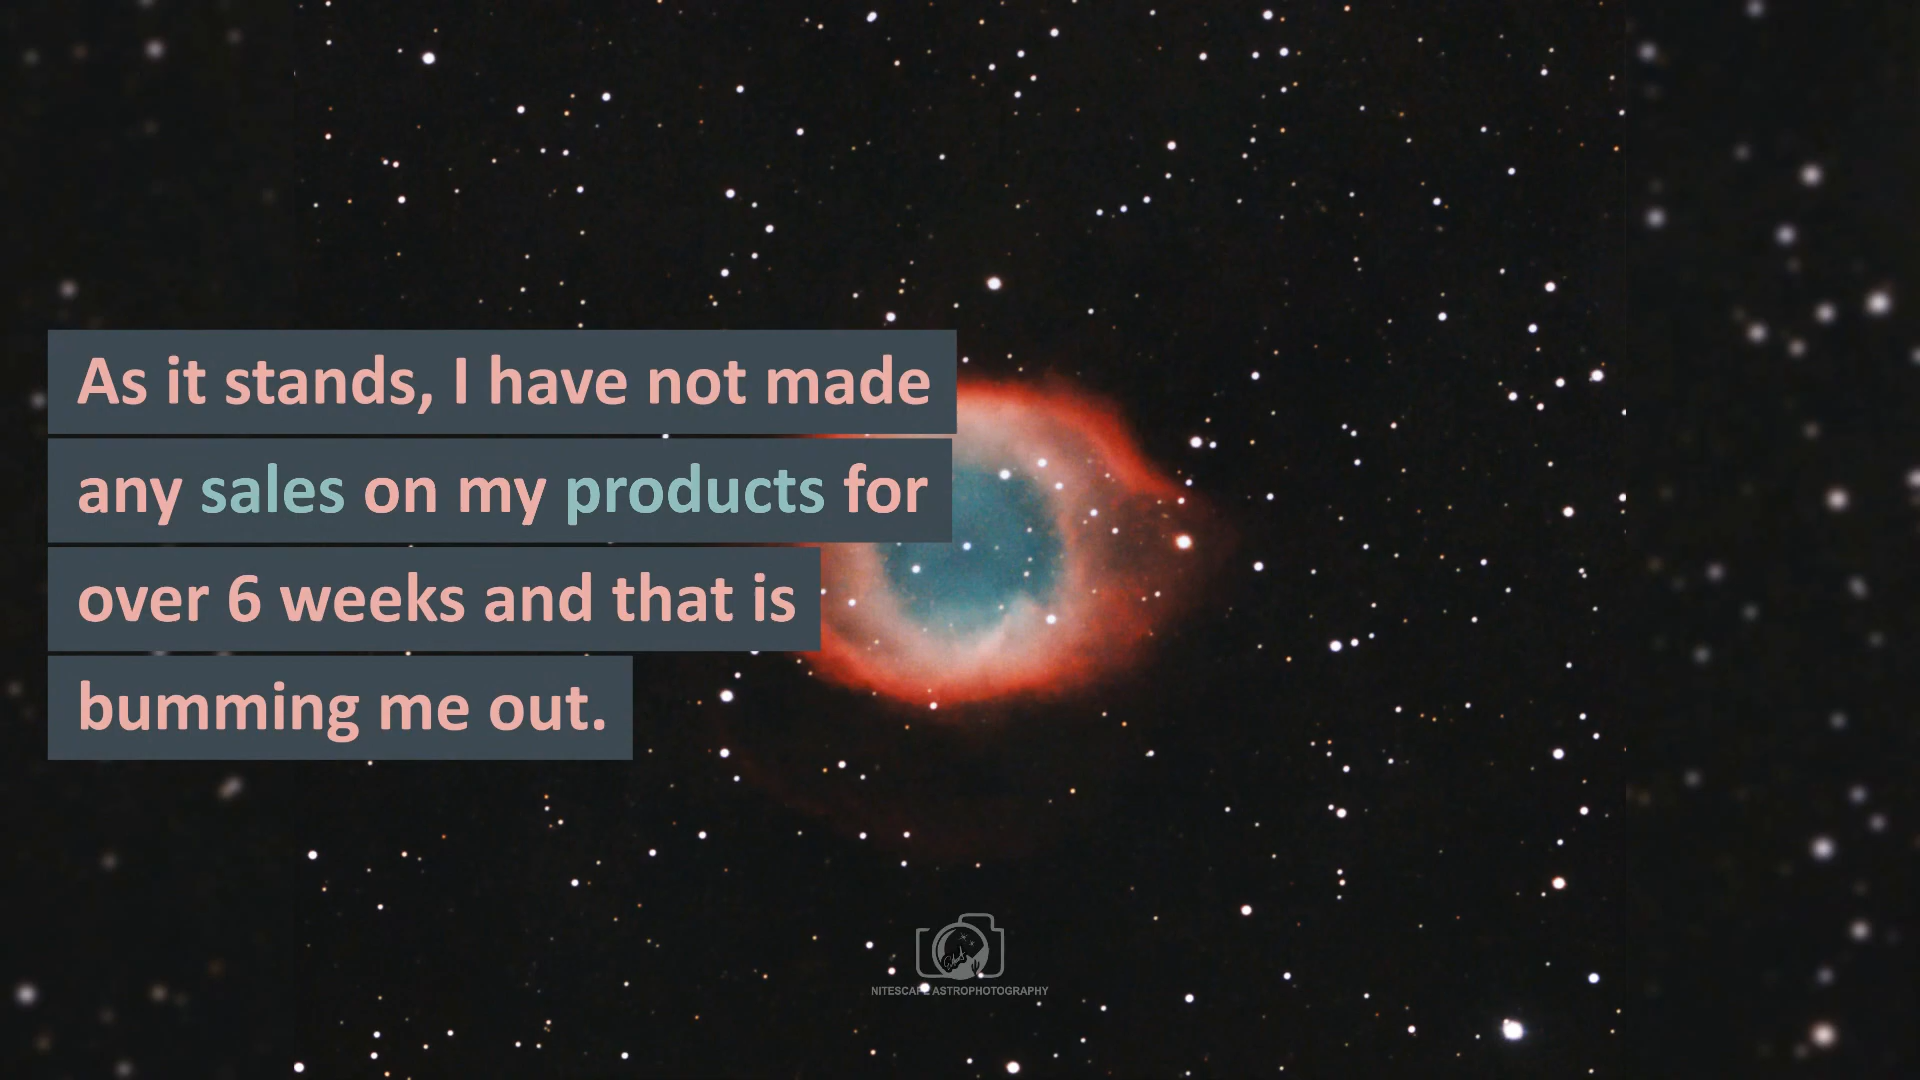 As it stands, I have not made
any sales on my products for
over 6 weeks and that is
bumming me out.
NITESCAPE ASTROPHOTOGRAPHY